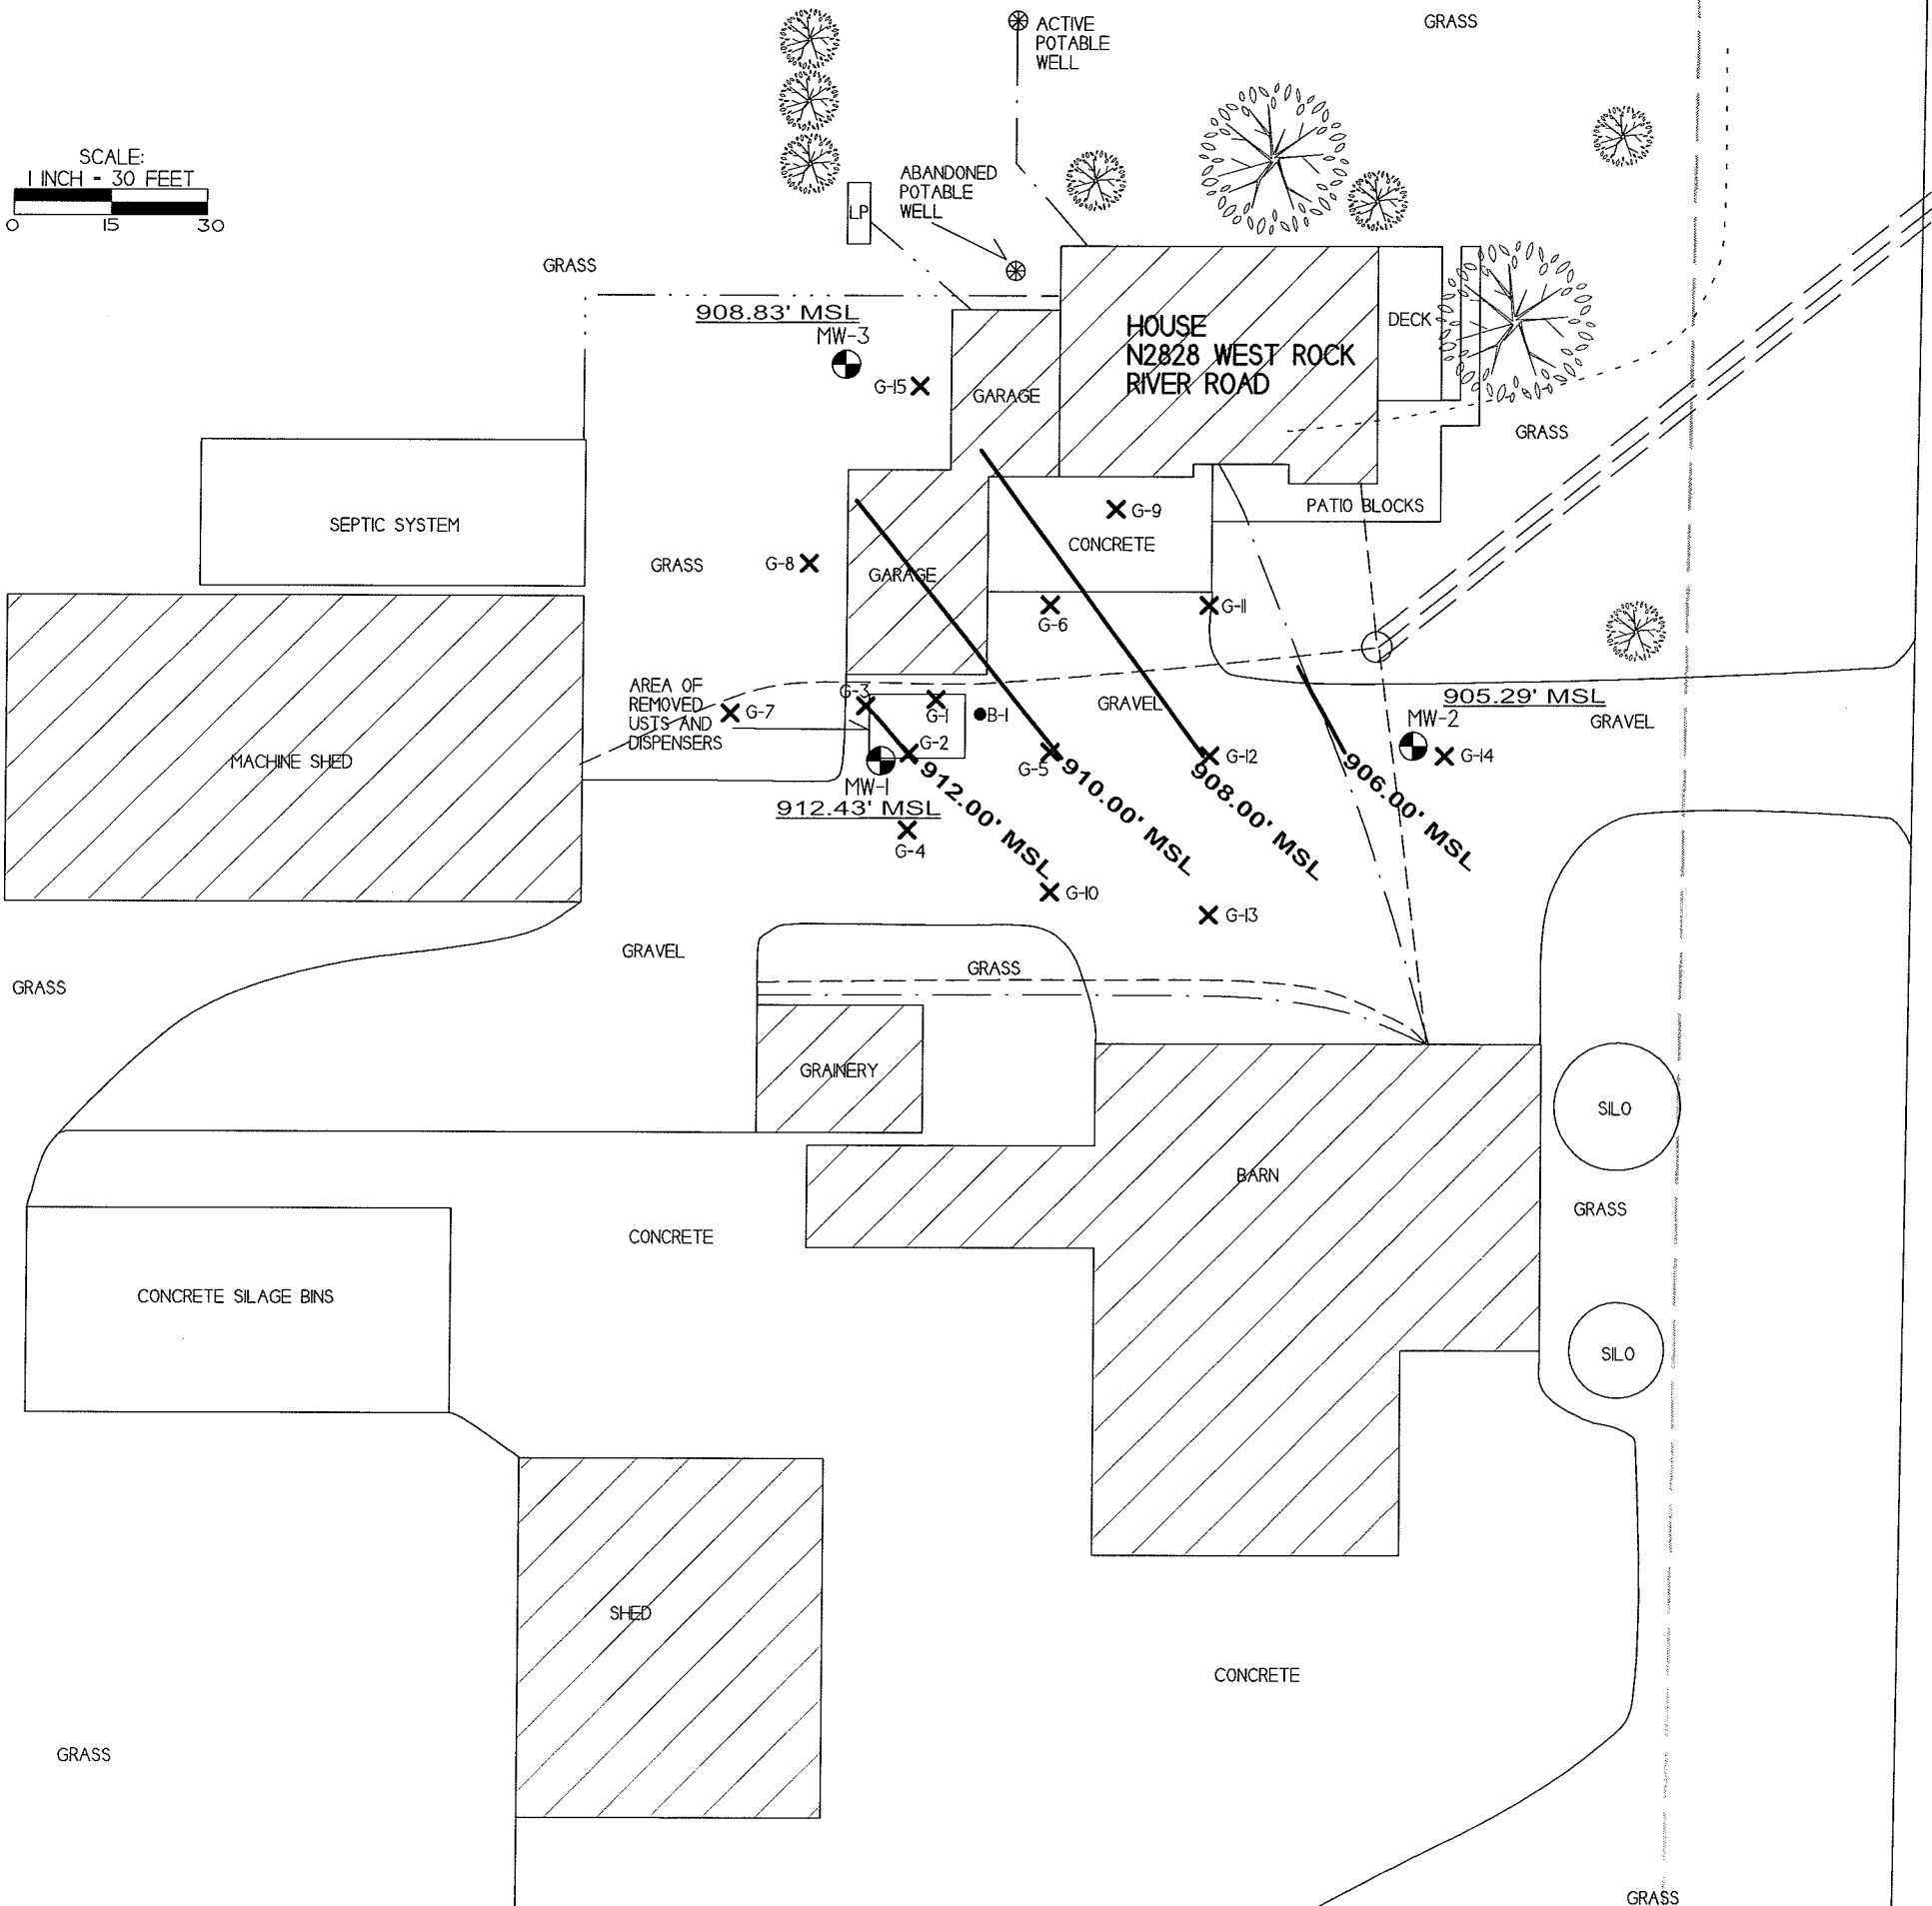 GRASS
ACTIVE
POTABLE
WELL
SCALE:
1 INCH = 30 FEET
0 15 30
ABANDONED
POTABLE
WELL
LP
GRASS
908.83' MSL
MW-3
G-15
GARAGE
HOUSE
N2828 WEST ROCK
RIVER ROAD
DECK
GRASS
SEPTIC SYSTEM
PATIO BLOCKS
G-9
CONCRETE
GRASS
G-8
GARAGE
G-6
G-11
AREA OF
REMOVED
USTS AND
DISPENSERS
G-7
G-3
G-1
B-1
G-2
GRAVEL
905.29' MSL
MW-2
GRAVEL
G-14
MACHINE SHED
MW-1
912.43' MSL
G-5
G-12
912.00' MSL
910.00' MSL
908.00' MSL
906.00' MSL
G-4
G-10
G-13
GRAVEL
GRASS
GRASS
GRAINERY
SILO
BARN
GRASS
CONCRETE
CONCRETE SILAGE BINS
SILO
SHED
CONCRETE
GRASS
GRASS